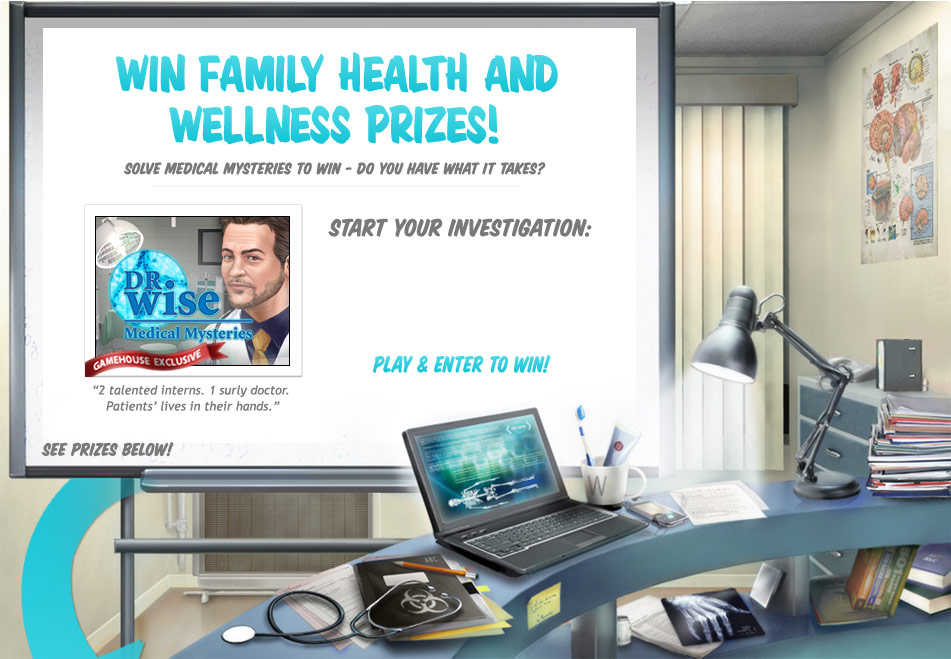 WIN FAMILY HEALTH AND
WELLNESS PRIZES!
SOLVE MEDICAL MYSTERIES TO WIN - DO YOU HAVE WHAT IT TAKES?
START YOUR INVESTIGATION:
DR.
Wise
Medical Mysteries
GAMEHOUSE EXCLUSIVE
PLAY & ENTER TO WIN!
“2 talented interns. 1 surly doctor.
Patients’ lives in their hands.”
SEE PRIZES BELOW!
W